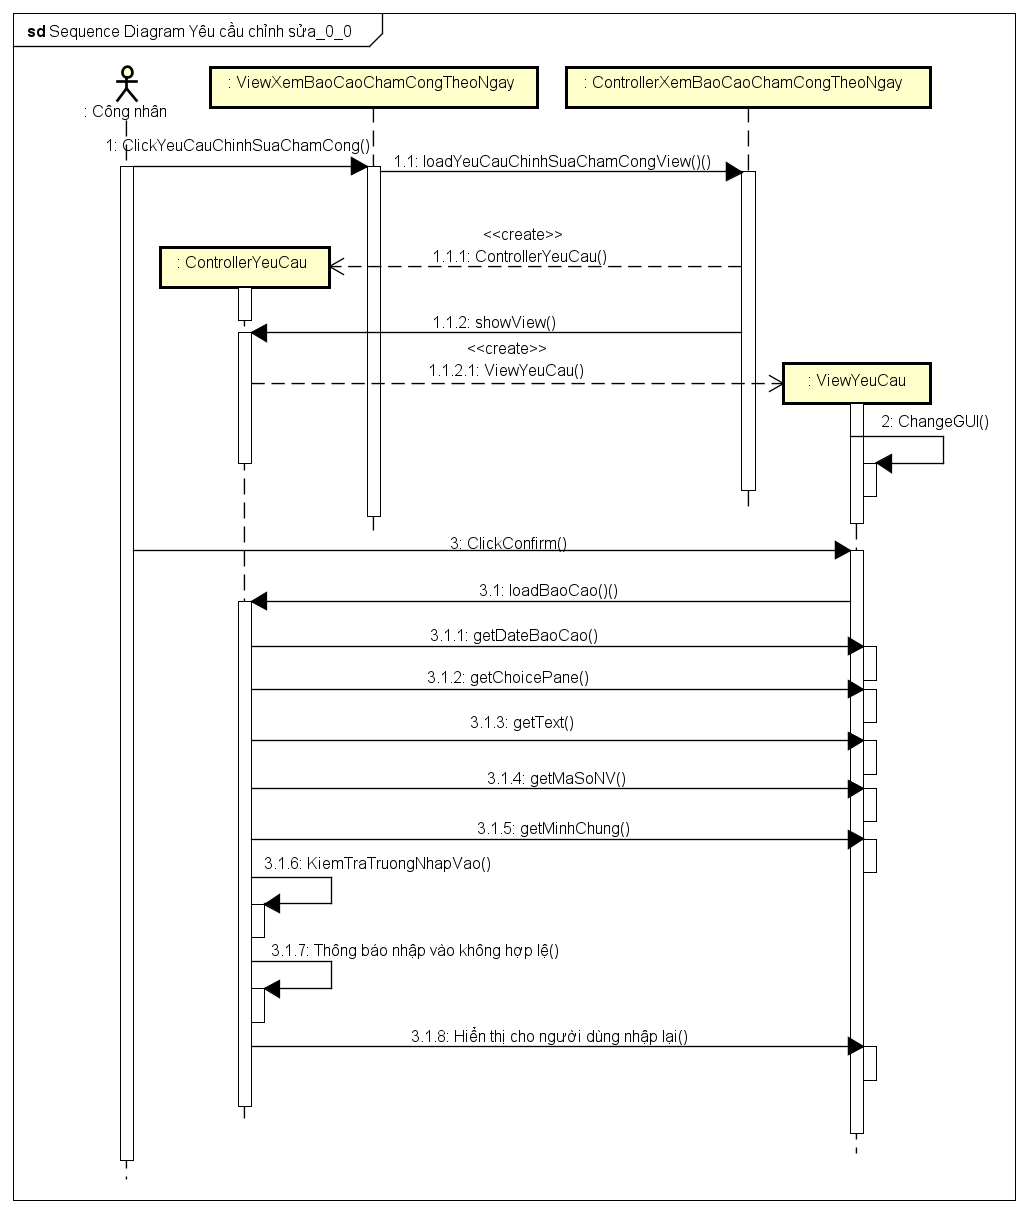 sd Sequence Diagram Yêu cầu chỉnh sửa_0_0
: Công nhân
: ViewXemBaoCaoChamCongTheoNgay
: ControllerXemBaoCaoChamCongTheoNgay
1: ClickYeuCauChinhSuaChamCong()
1.1: loadYeuCauChinhSuaChamCongView()()
<<create>>
1.1.1: ControllerYeuCau()
: ControllerYeuCau
1.1.2: showView()
<<create>>
1.1.2.1: ViewYeuCau()
: ViewYeuCau
2: ChangeGUI()
3: ClickConfirm()
3.1: loadBaoCao()()
3.1.1: getDateBaoCao()
3.1.2: getChoicePane()
3.1.3: getText()
3.1.4: getMaSoNV()
3.1.5: getMinhChung()
3.1.6: KiemTraTruongNhapVao()
3.1.7: Thông báo nhập vào không hợp lệ()
3.1.8: Hiển thị cho người dùng nhập lại()